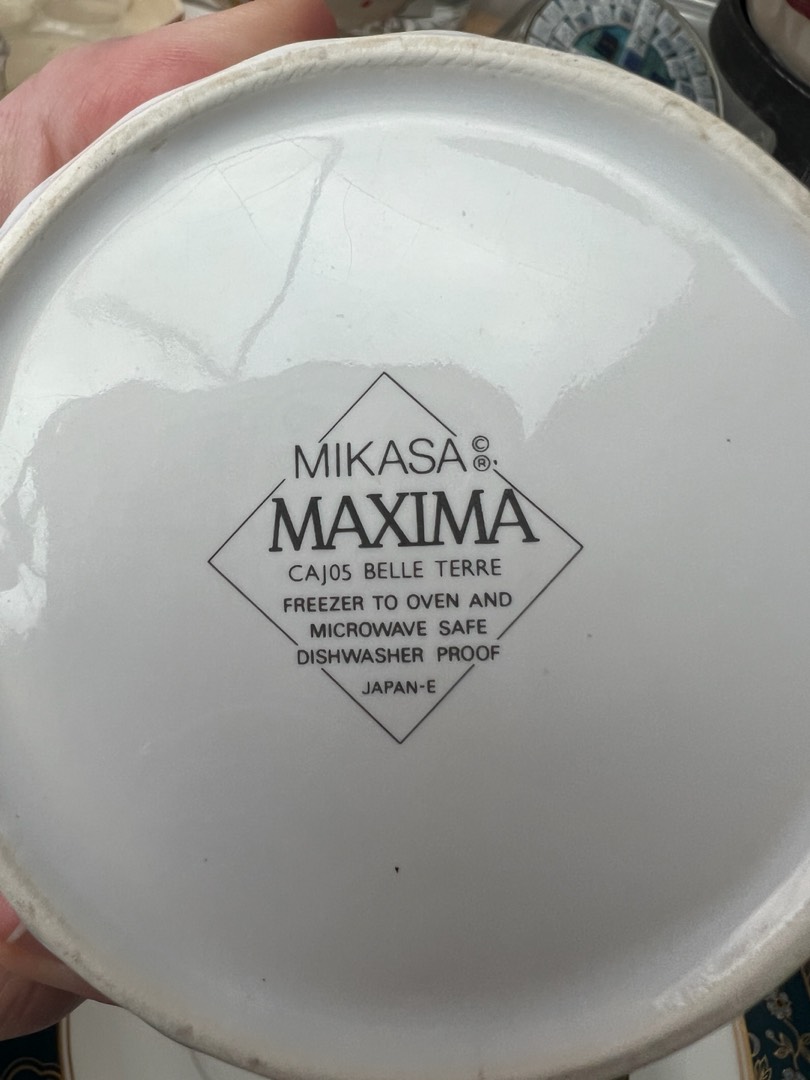 MIKASA ©®
MAXIMA
CAJ05 BELLE TERRE
FREEZER TO OVEN AND
MICROWAVE SAFE
DISHWASHER PROOF
JAPAN-E